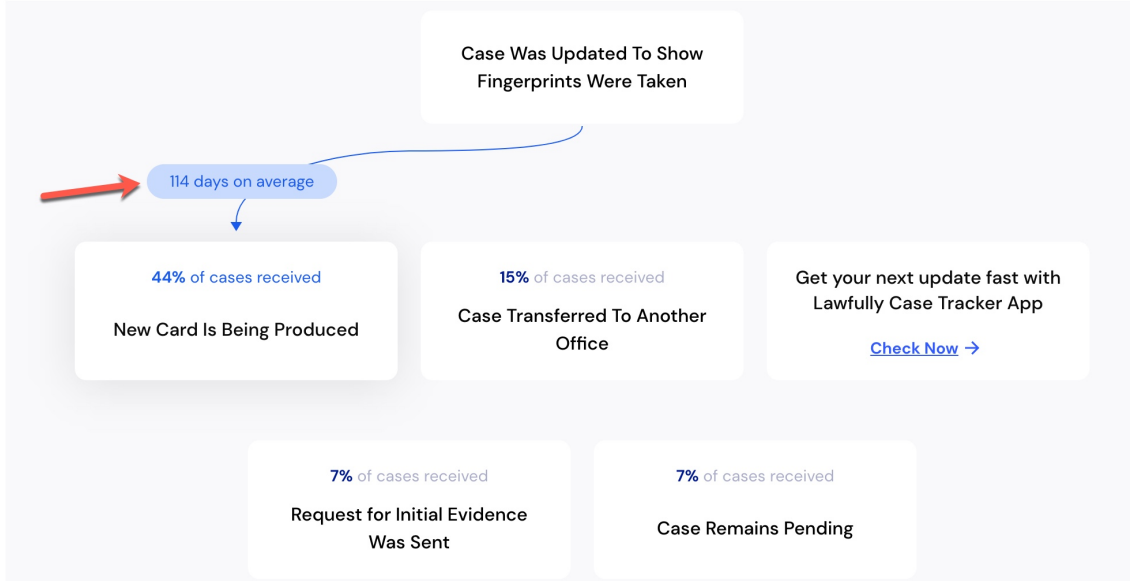 Case Was Updated To Show
Fingerprints Were Taken
114 days on average
44% of cases received
New Card Is Being Produced
15% of cases received
Case Transferred To Another
Office
Get your next update fast with
Lawfully Case Tracker App
Check Now →
7% of cases received
Request for Initial Evidence
Was Sent
7% of cases received
Case Remains Pending